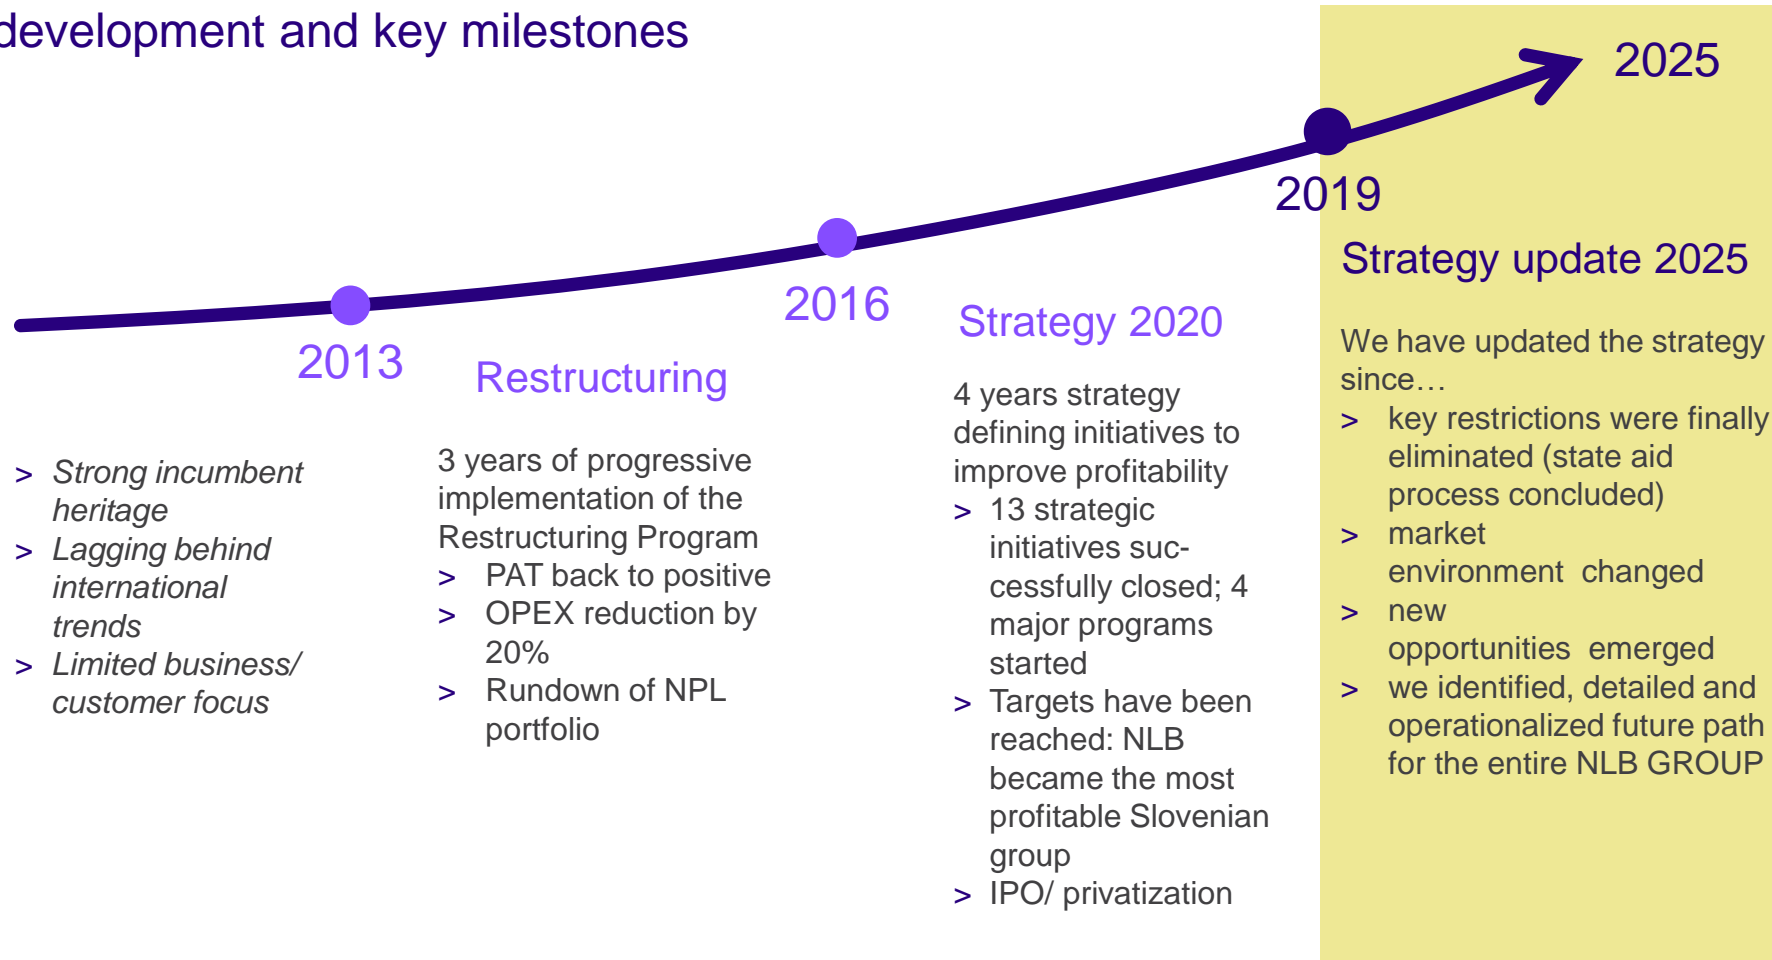 development and key milestones
2025
2019
2016
2013
> Strong incumbent
heritage
> Lagging behind
international
trends
> Limited business/
customer focus
Restructuring
3 years of progressive
implementation of the
Restructuring Program
> PAT back to positive
> OPEX reduction by
20%
> Rundown of NPL
portfolio
Strategy 2020
4 years strategy
defining initiatives to
improve profitability
> 13 strategic
initiatives suc-
cessfully closed; 4
major programs
started
> Targets have been
reached: NLB
became the most
profitable Slovenian
group
> IPO/ privatization
Strategy update 2025
We have updated the strategy
since…
> key restrictions were finally
eliminated (state aid
process concluded)
> market
environment changed
> new
opportunities emerged
> we identified, detailed and
operationalized future path
for the entire NLB GROUP